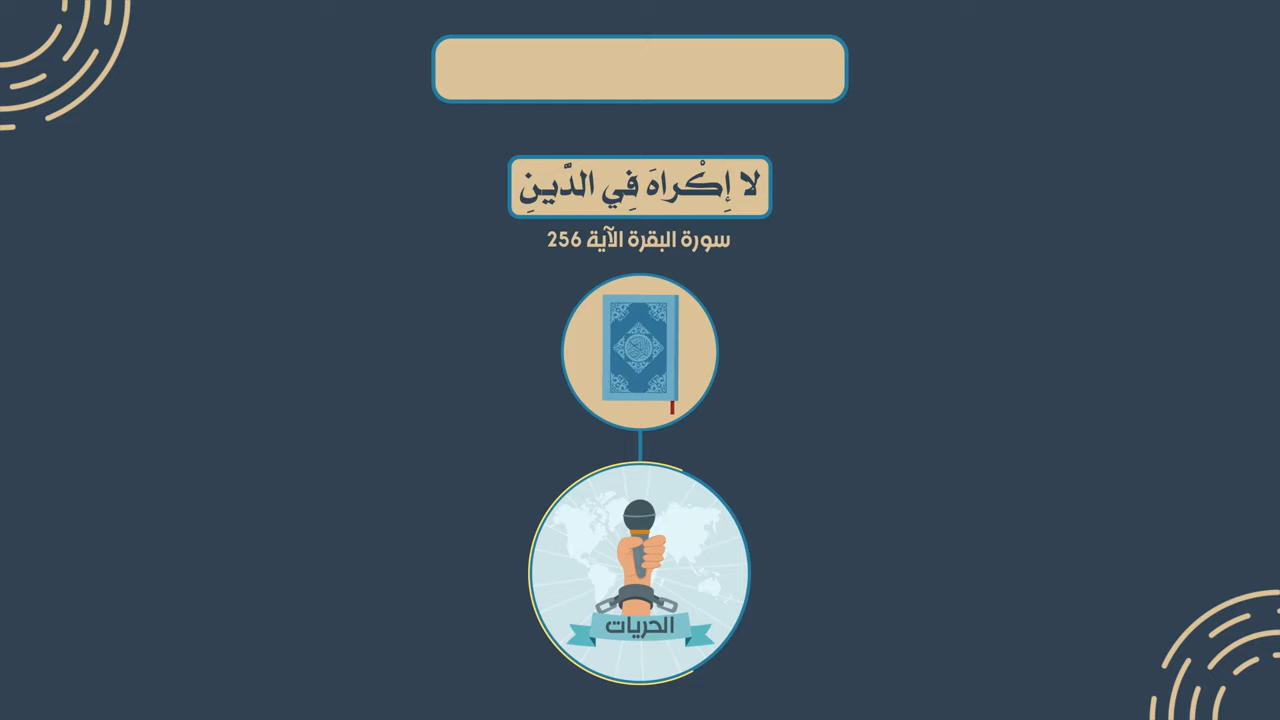 لا إِكْراهَ فِي الدَّينِ
سورة البقرة الآية 256
الحريات